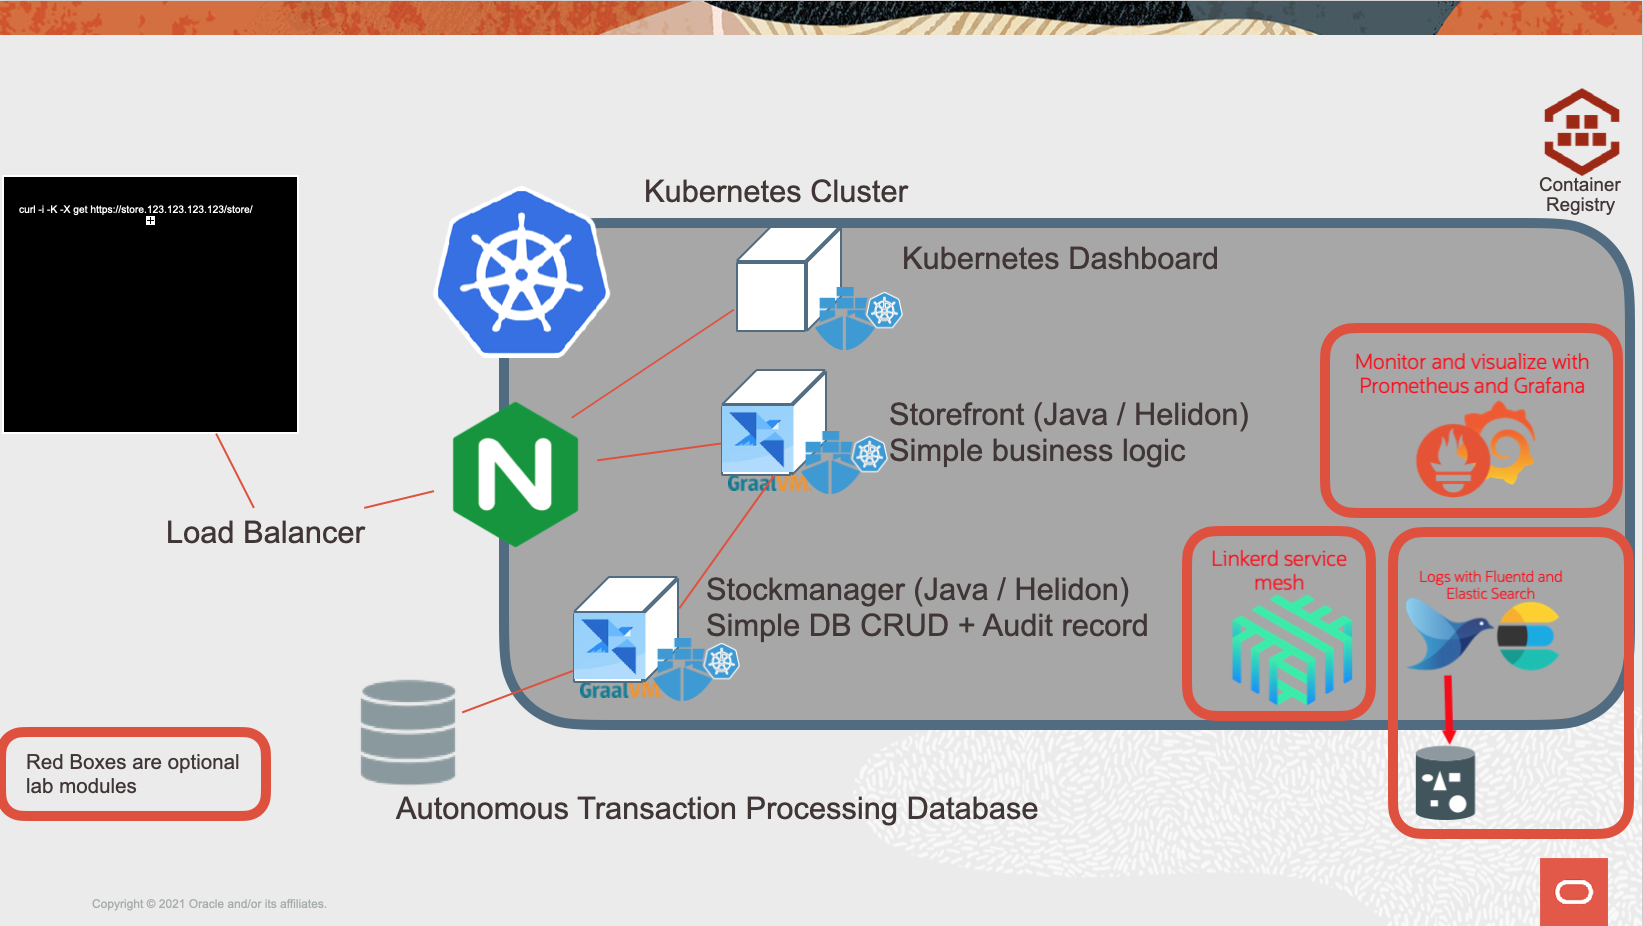 Container
Registry
Kubernetes Cluster
curl -i -K -X get https://store.123.123.123.123/store/
Kubernetes Dashboard
Monitor and visualize with
Prometheus and Grafana
Storefront (Java / Helidon)
Simple business logic
GraalVM
N
Load Balancer
Linkerd service
mesh
Logs with Fluentd and
Elastic Search
Stockmanager (Java / Helidon)
Simple DB CRUD + Audit record
GraalVM
Red Boxes are optional
lab modules
Autonomous Transaction Processing Database
Copyright © 2021 Oracle and/or its affiliates.